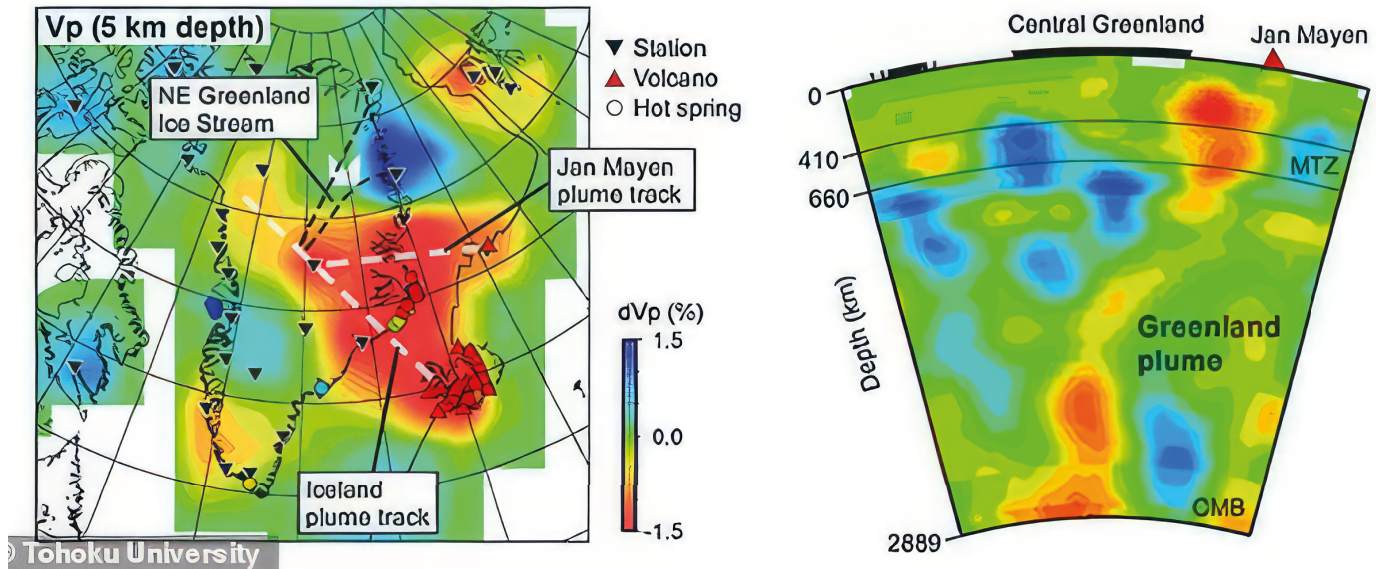 Vp (5 km depth)
NE Greenland
Ice Stream
Station
Volcano
Hot spring
Jan Mayen
plume track
dVp (%)
1.5
0.0
-1.5
Iceland
plume track
Tohoku University
Central Greenland
Jan Mayen
0
410
660
MTZ
Depth (km)
Greenland
plume
CMB
2889